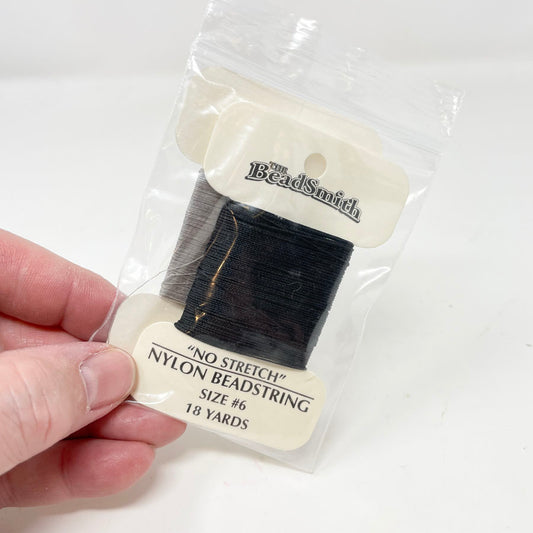 THE
BeadSmith
"NO STRETCH"
NYLON BEADSTRING
SIZE #6
18 YARDS